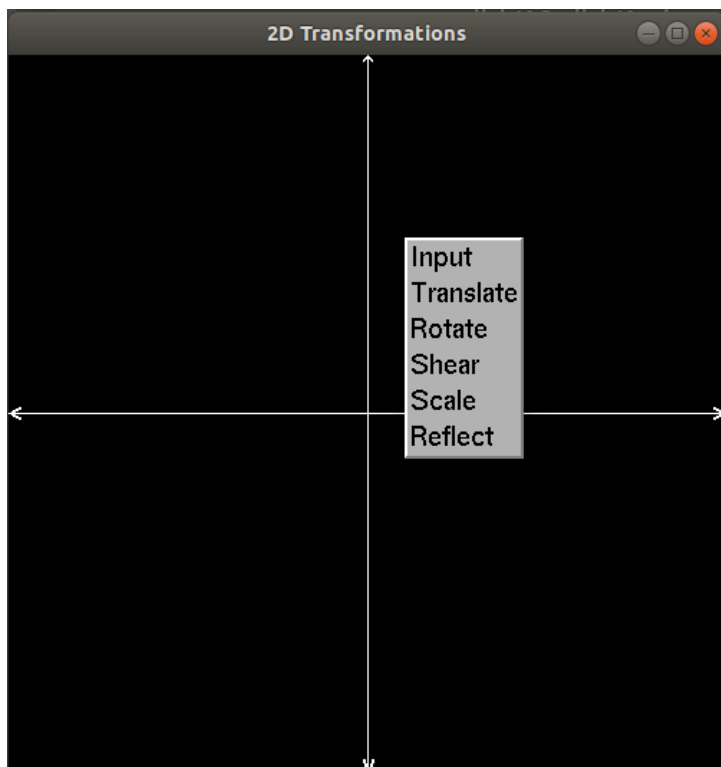 2D Transformations
Input
Translate
Rotate
Shear
Scale
Reflect